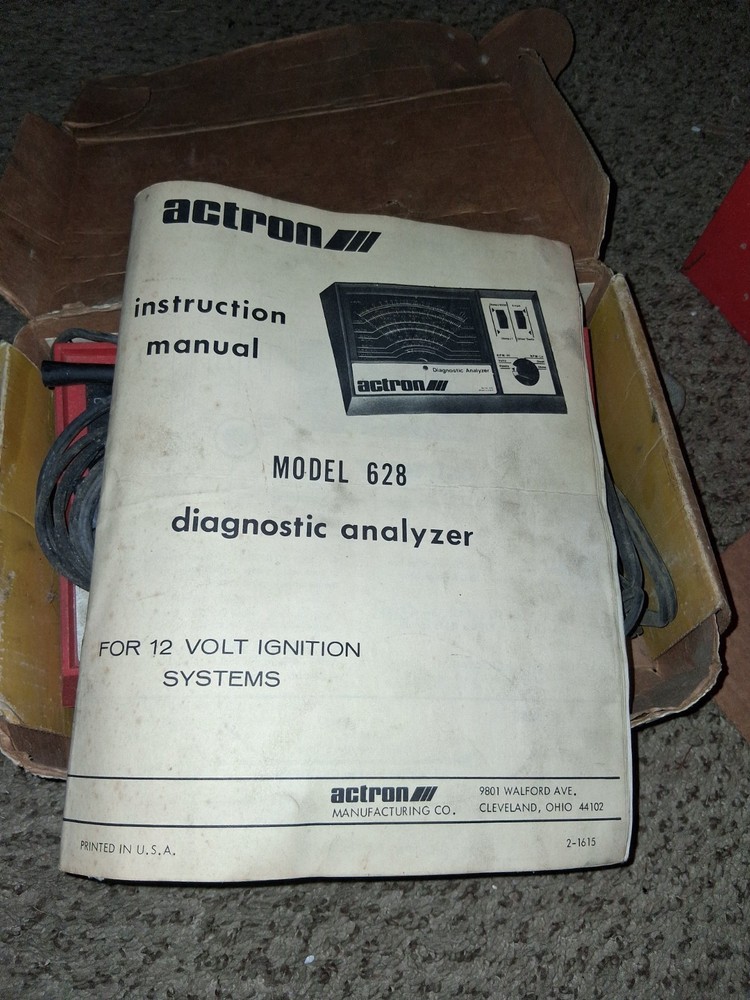 actron
instruction
manual
Diagnostic Analyzer
actron
MODEL 628
diagnostic analyzer
FOR 12 VOLT IGNITION
SYSTEMS
actron
MANUFACTURING CO.
9801 WALFORD AVE.
CLEVELAND, OHIO 44102
PRINTED IN U.S.A.
2-1615